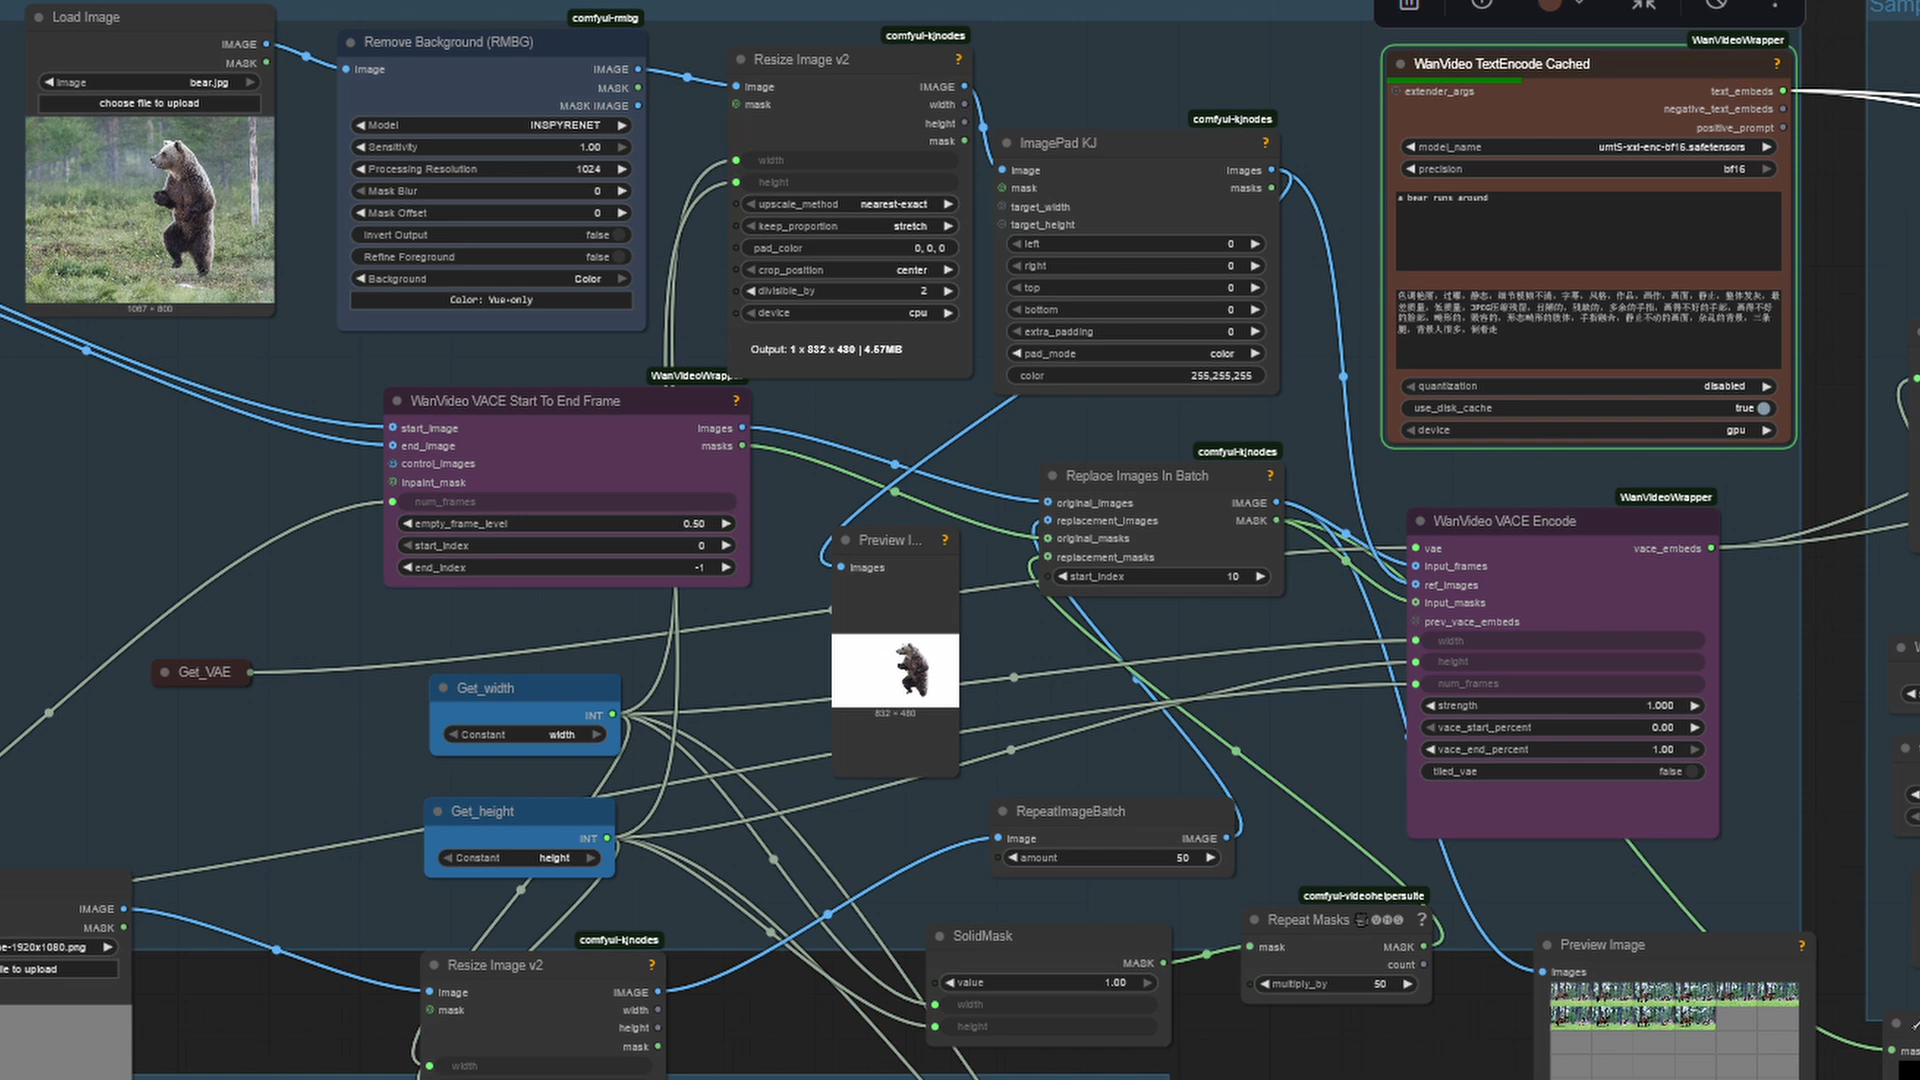 Load Image
IMAGE
MASK
image
bear.jpg
choose file to upload
1067 × 800
comfyui-rmbg
Remove Background (RMBG)
image
IMAGE
MASK
MASK IMAGE
Model
INSPYRENET
Sensitivity
1.00
Processing Resolution
1024
Mask Blur
0
Mask Offset
0
Invert Output
false
Refine Foreground
false
Background
Color
Color: Vue-only
comfyui-kjnodes
Resize Image v2
image
IMAGE
mask
width
height
mask
width
height
upscale_method
nearest-exact
keep_proportion
stretch
pad_color
0, 0, 0
crop_position
center
divisible_by
2
device
cpu
Output: 1 x 832 x 480 | 4.57MB
comfyui-kjnodes
ImagePad KJ
image
images
mask
masks
target_width
target_height
left
0
right
0
top
0
bottom
0
extra_padding
0
pad_mode
color
color
255,255,255
WanVideoWrapper
WanVideo TextEncode Cached
extender_args
text_embeds
negative_text_embeds
positive_prompt
model_name
umt5-xxl-enc-bf16.safetensors
precision
bf16
a bear runs around
quantization
disabled
use_disk_cache
true
device
gpu
WanVideo VACE Start To End Frame
start_image
images
end_image
masks
control_images
inpaint_mask
num_frames
empty_frame_level
0.50
start_index
0
end_index
-1
comfyui-kjnodes
Replace Images In Batch
original_images
IMAGE
replacement_images
MASK
original_masks
replacement_masks
start_index
10
Preview I...
images
832 × 480
WanVideoWrapper
WanVideo VACE Encode
vae
vace_embeds
input_frames
ref_images
input_masks
prev_vace_embeds
width
height
num_frames
strength
1.000
vace_start_percent
0.00
vace_end_percent
1.00
tiled_vae
false
Get_VAE
Get_width
INT
Constant
width
Get_height
INT
Constant
height
RepeatImageBatch
image
IMAGE
amount
50
IMAGE
MASK
e-1920x1080.png
le to upload
comfyui-kjnodes
Resize Image v2
image
IMAGE
mask
width
height
mask
width
SolidMask
MASK
value
1.00
width
height
comfyui-videohelpersuite
Repeat Masks
mask
MASK
count
multiply_by
50
Preview Image
images